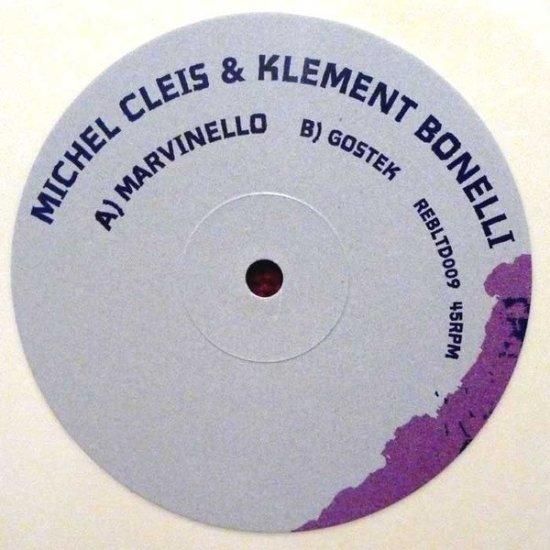 MICHEL CLEIS & KLEMENT BONELLI
A) MARVINELLO
B) GOSTEK
REBLTD009
45RPM